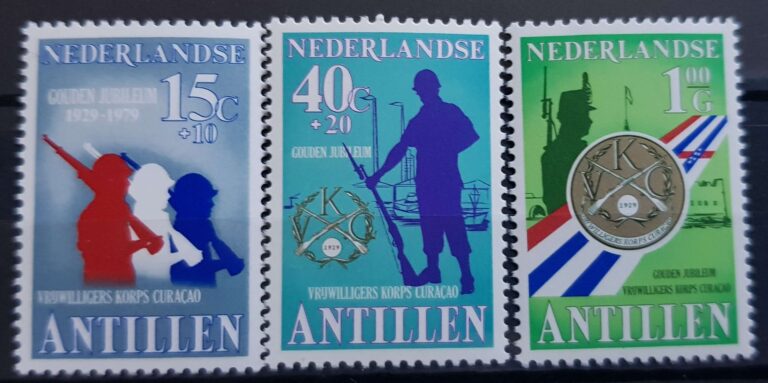 NEDERLANDSE
GOUDEN JUBILEUM
1929-1979
15C
+10
VRIJWILLIGERS KORPS CURAÇAO
ANTILLEN
NEDERLANDSE
40C
+20
GOUDEN JUBILEUM
VKC
1929
VRIJWILLIGERS KORPS CURAÇAO
ANTILLEN
NEDERLANDSE
1.00
G
VKC
1929
VRIJWILLIGERS KORPS CURAÇAO
GOUDEN JUBILEUM
VRIJWILLIGERS KORPS CURAÇAO
ANTILLEN